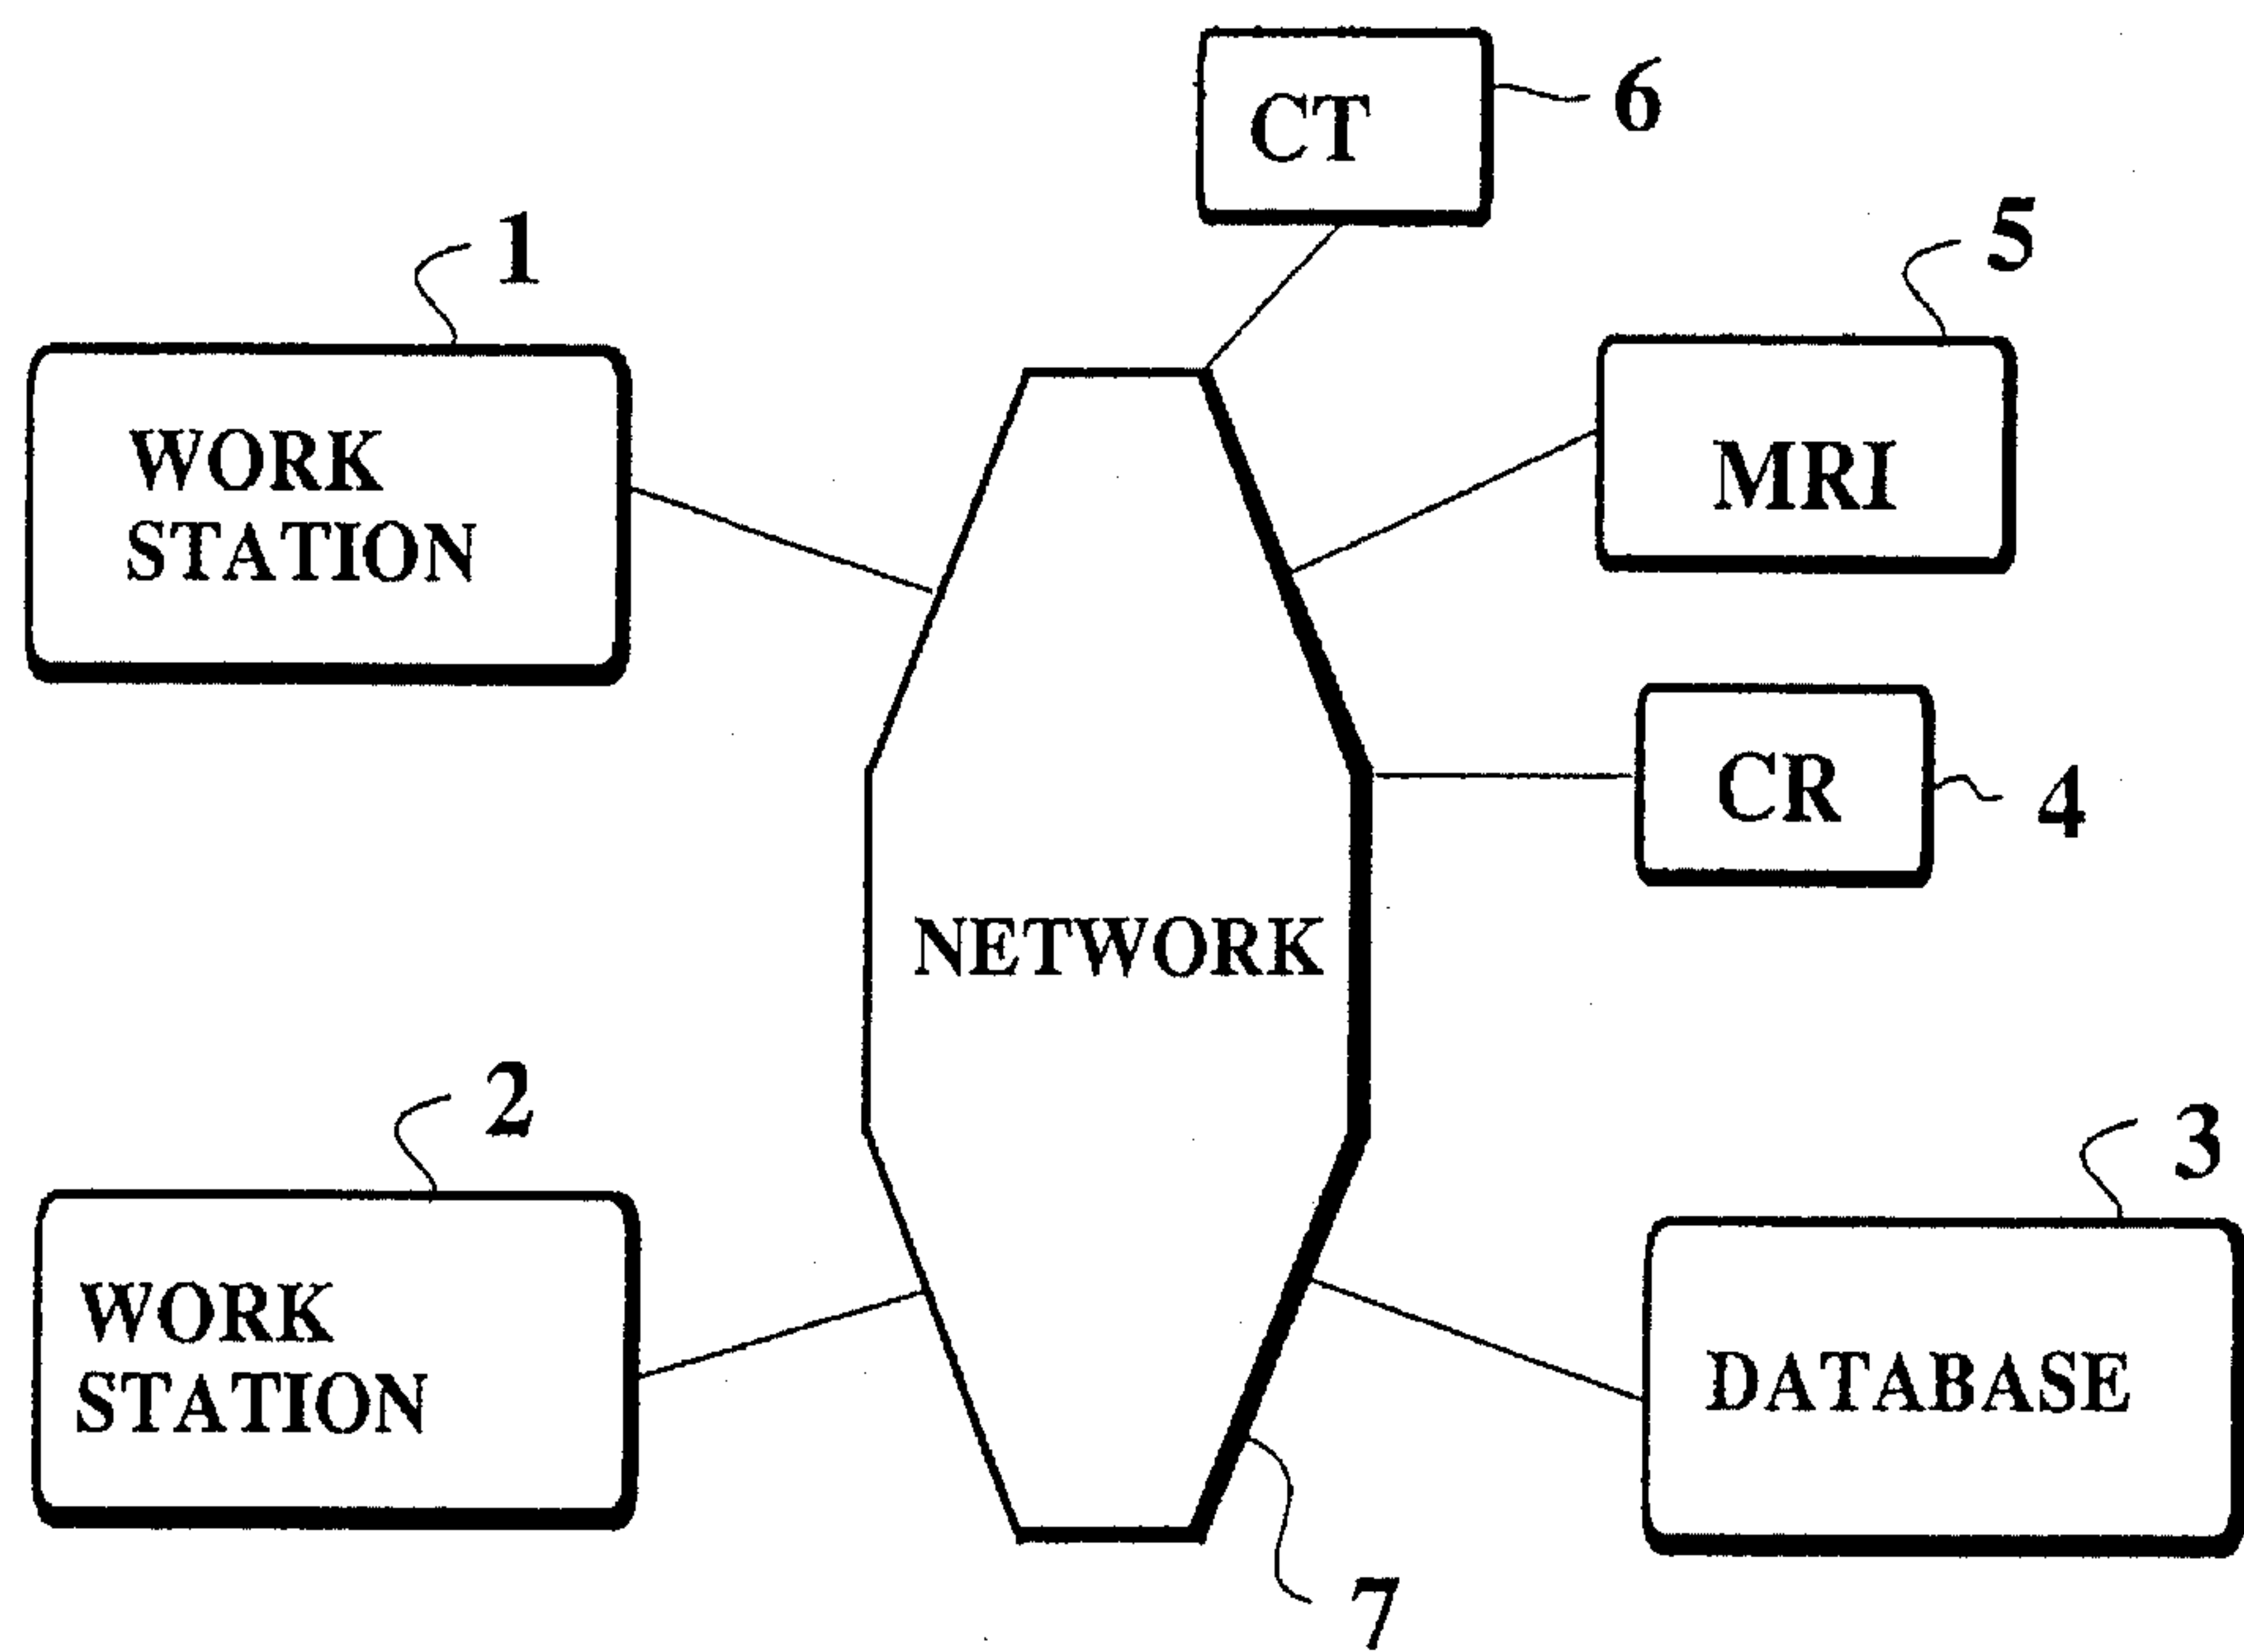 CT
6
1
5
WORK
STATION
MRI
CR
4
NETWORK
2
3
WORK
STATION
DATABASE
7